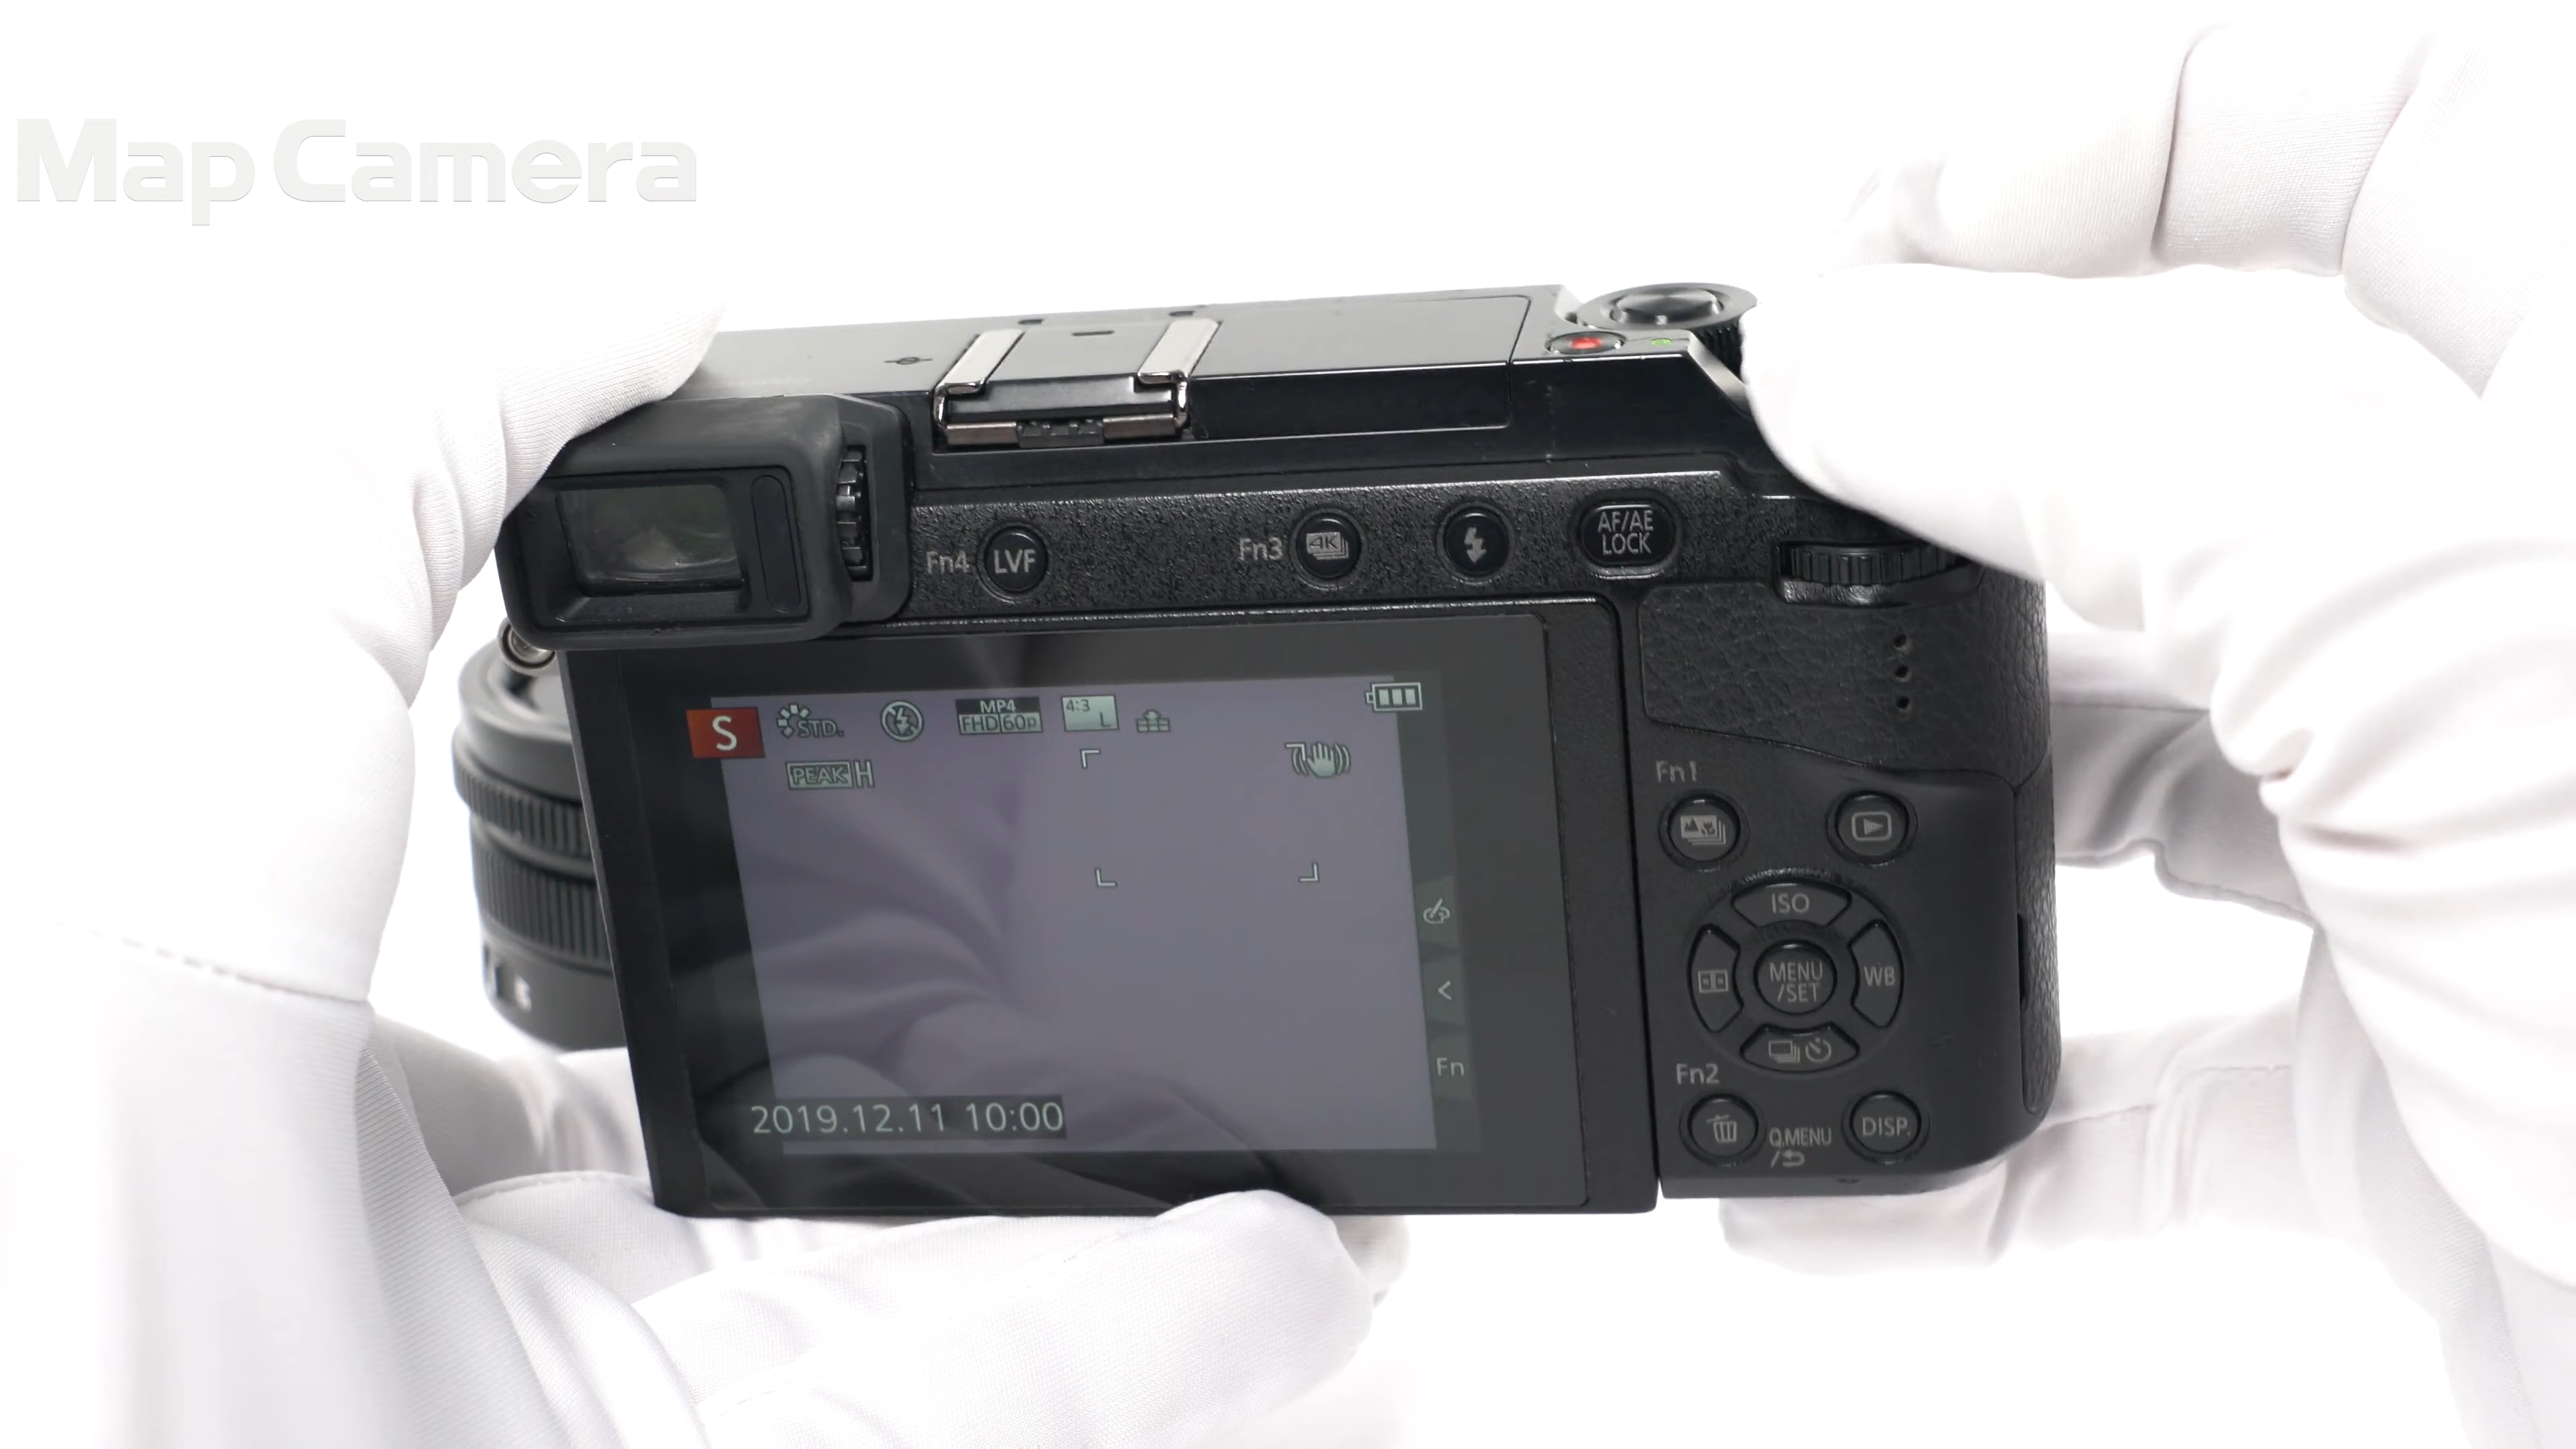 Map Camera
Fn4 LVF
Fn3 4K
AF/AE
LOCK
S STD. MP4
FHD 60p
4:3
L
PEAK H
Fn1
ISO
MENU
/SET
WB
Fn
Fn2
2019.12.11 10:00
Q.MENU
/
DISP.